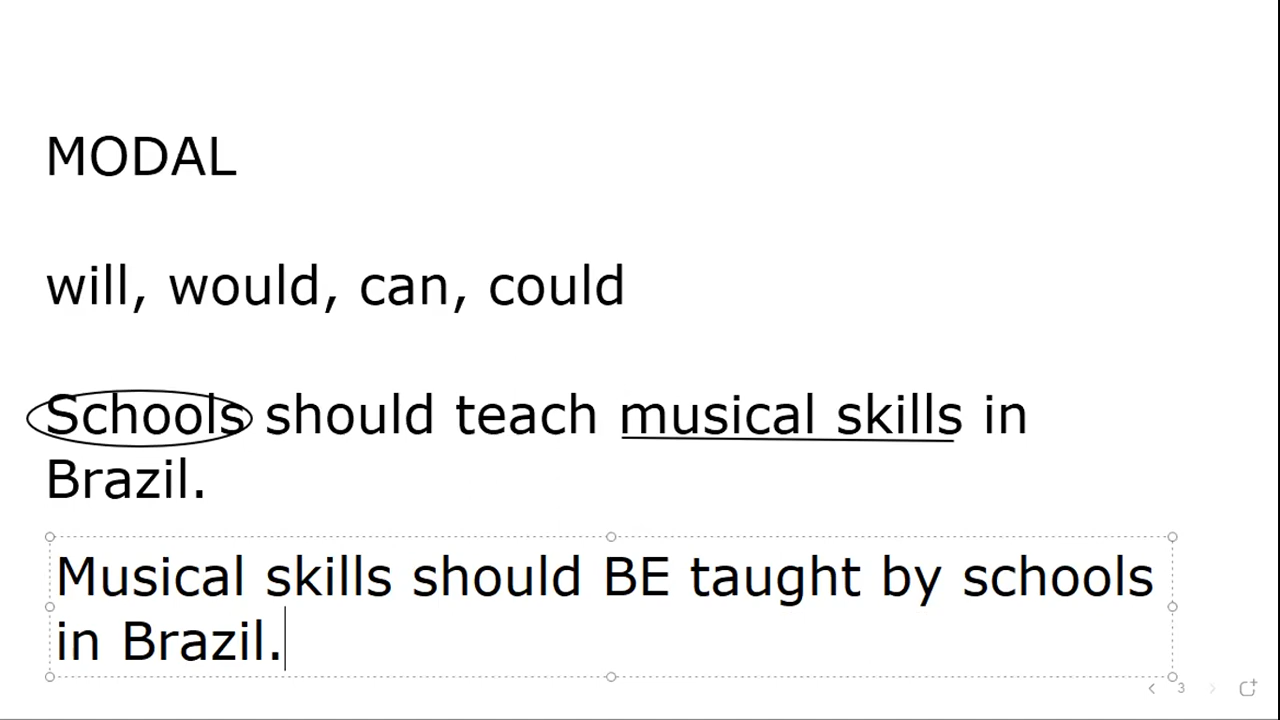 MODAL
will, would, can, could
Schools should teach musical skills in
Brazil.
Musical skills should BE taught by schools
in Brazil.
3